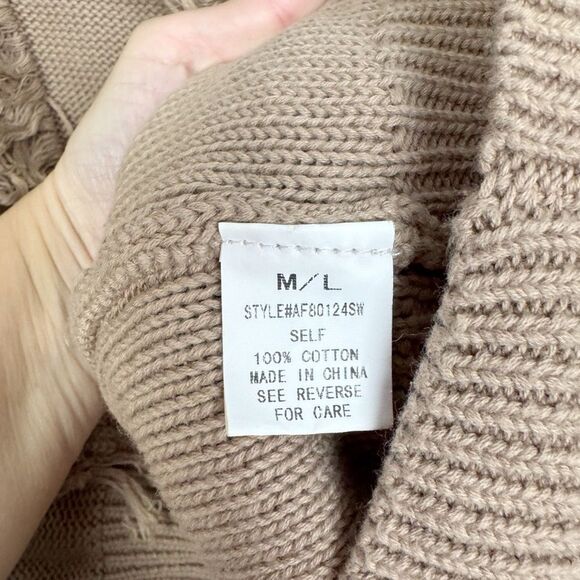 M/L
STYLE#AF80124SW
SELF
100% COTTON
MADE IN CHINA
SEE REVERSE
FOR CARE